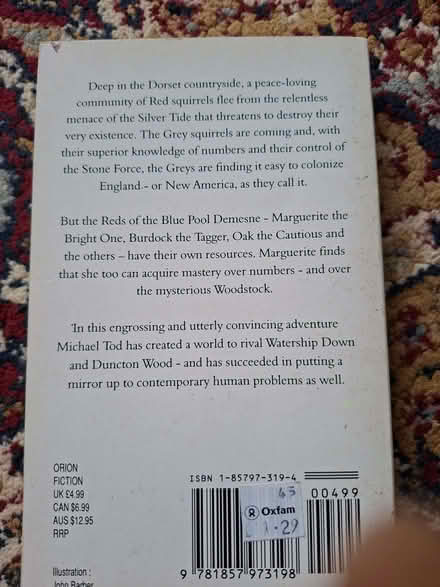 Deep in the Dorset countryside, a peace-loving
community of Red squirrels flee from the relentless
menace of the Silver Tide that threatens to destroy their
very existence. The Grey squirrels are coming and, with
their superior knowledge of numbers and their control of
the Stone Force, the Greys are finding it easy to colonize
England - or New America, as they call it.
But the Reds of the Blue Pool Demesne - Marguerite the
Bright One, Burdock the Tagger, Oak the Cautious and
the others – have their own resources. Marguerite finds
that she too can acquire mastery over numbers - and over
the mysterious Woodstock.
In this engrossing and utterly convincing adventure
Michael Tod has created a world to rival Watership Down
and Duncton Wood - and has succeeded in putting a
mirror up to contemporary human problems as well.
ORION
FICTION
UK £4.99
CAN $6.99
AUS $12.95
RRP
Illustration :
John Barber
ISBN 1-85797-319-4
00499
Oxfam
1-29
9 781857 973198